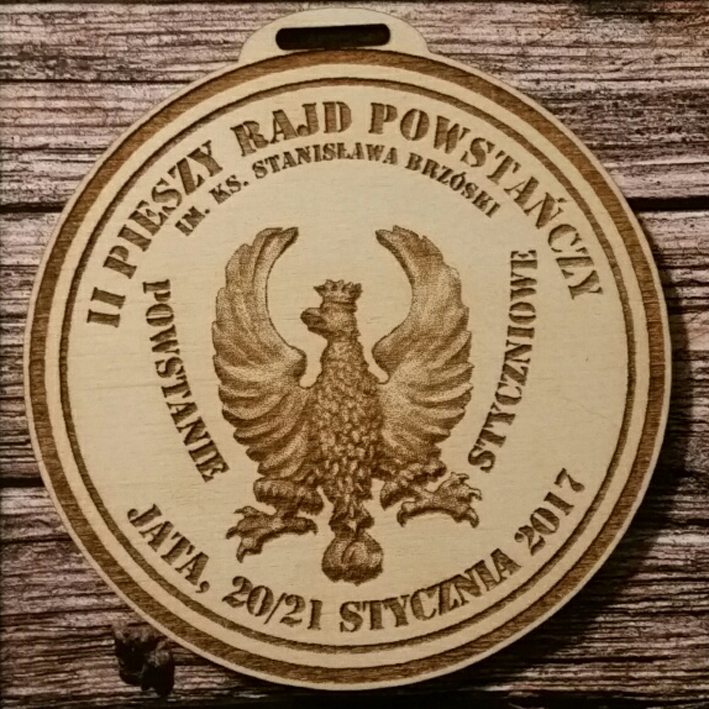 II PIESZY RAJD POWSTAŃCZY
IM. KS. STANISŁAWA BRZÓSKI
POWSTANIE
STYCZNIOWE
JATA, 20/21 STYCZNIA 2017